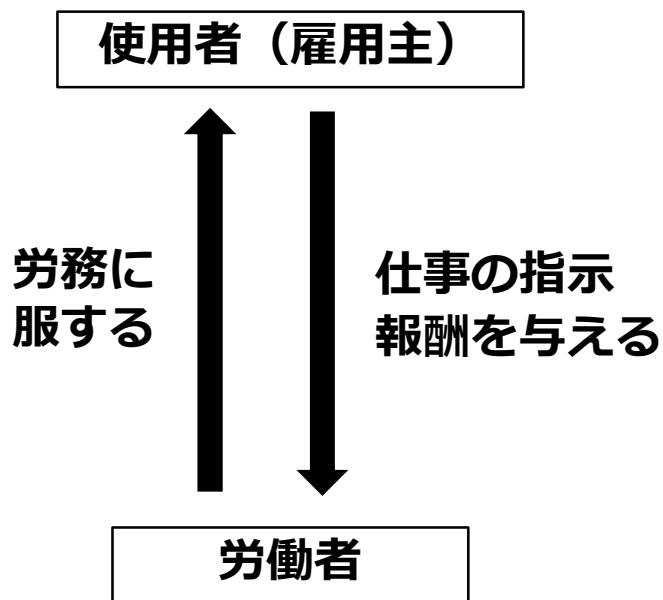 使用者（雇用主）
労務に
服する
仕事の指示
報酬を与える
労働者